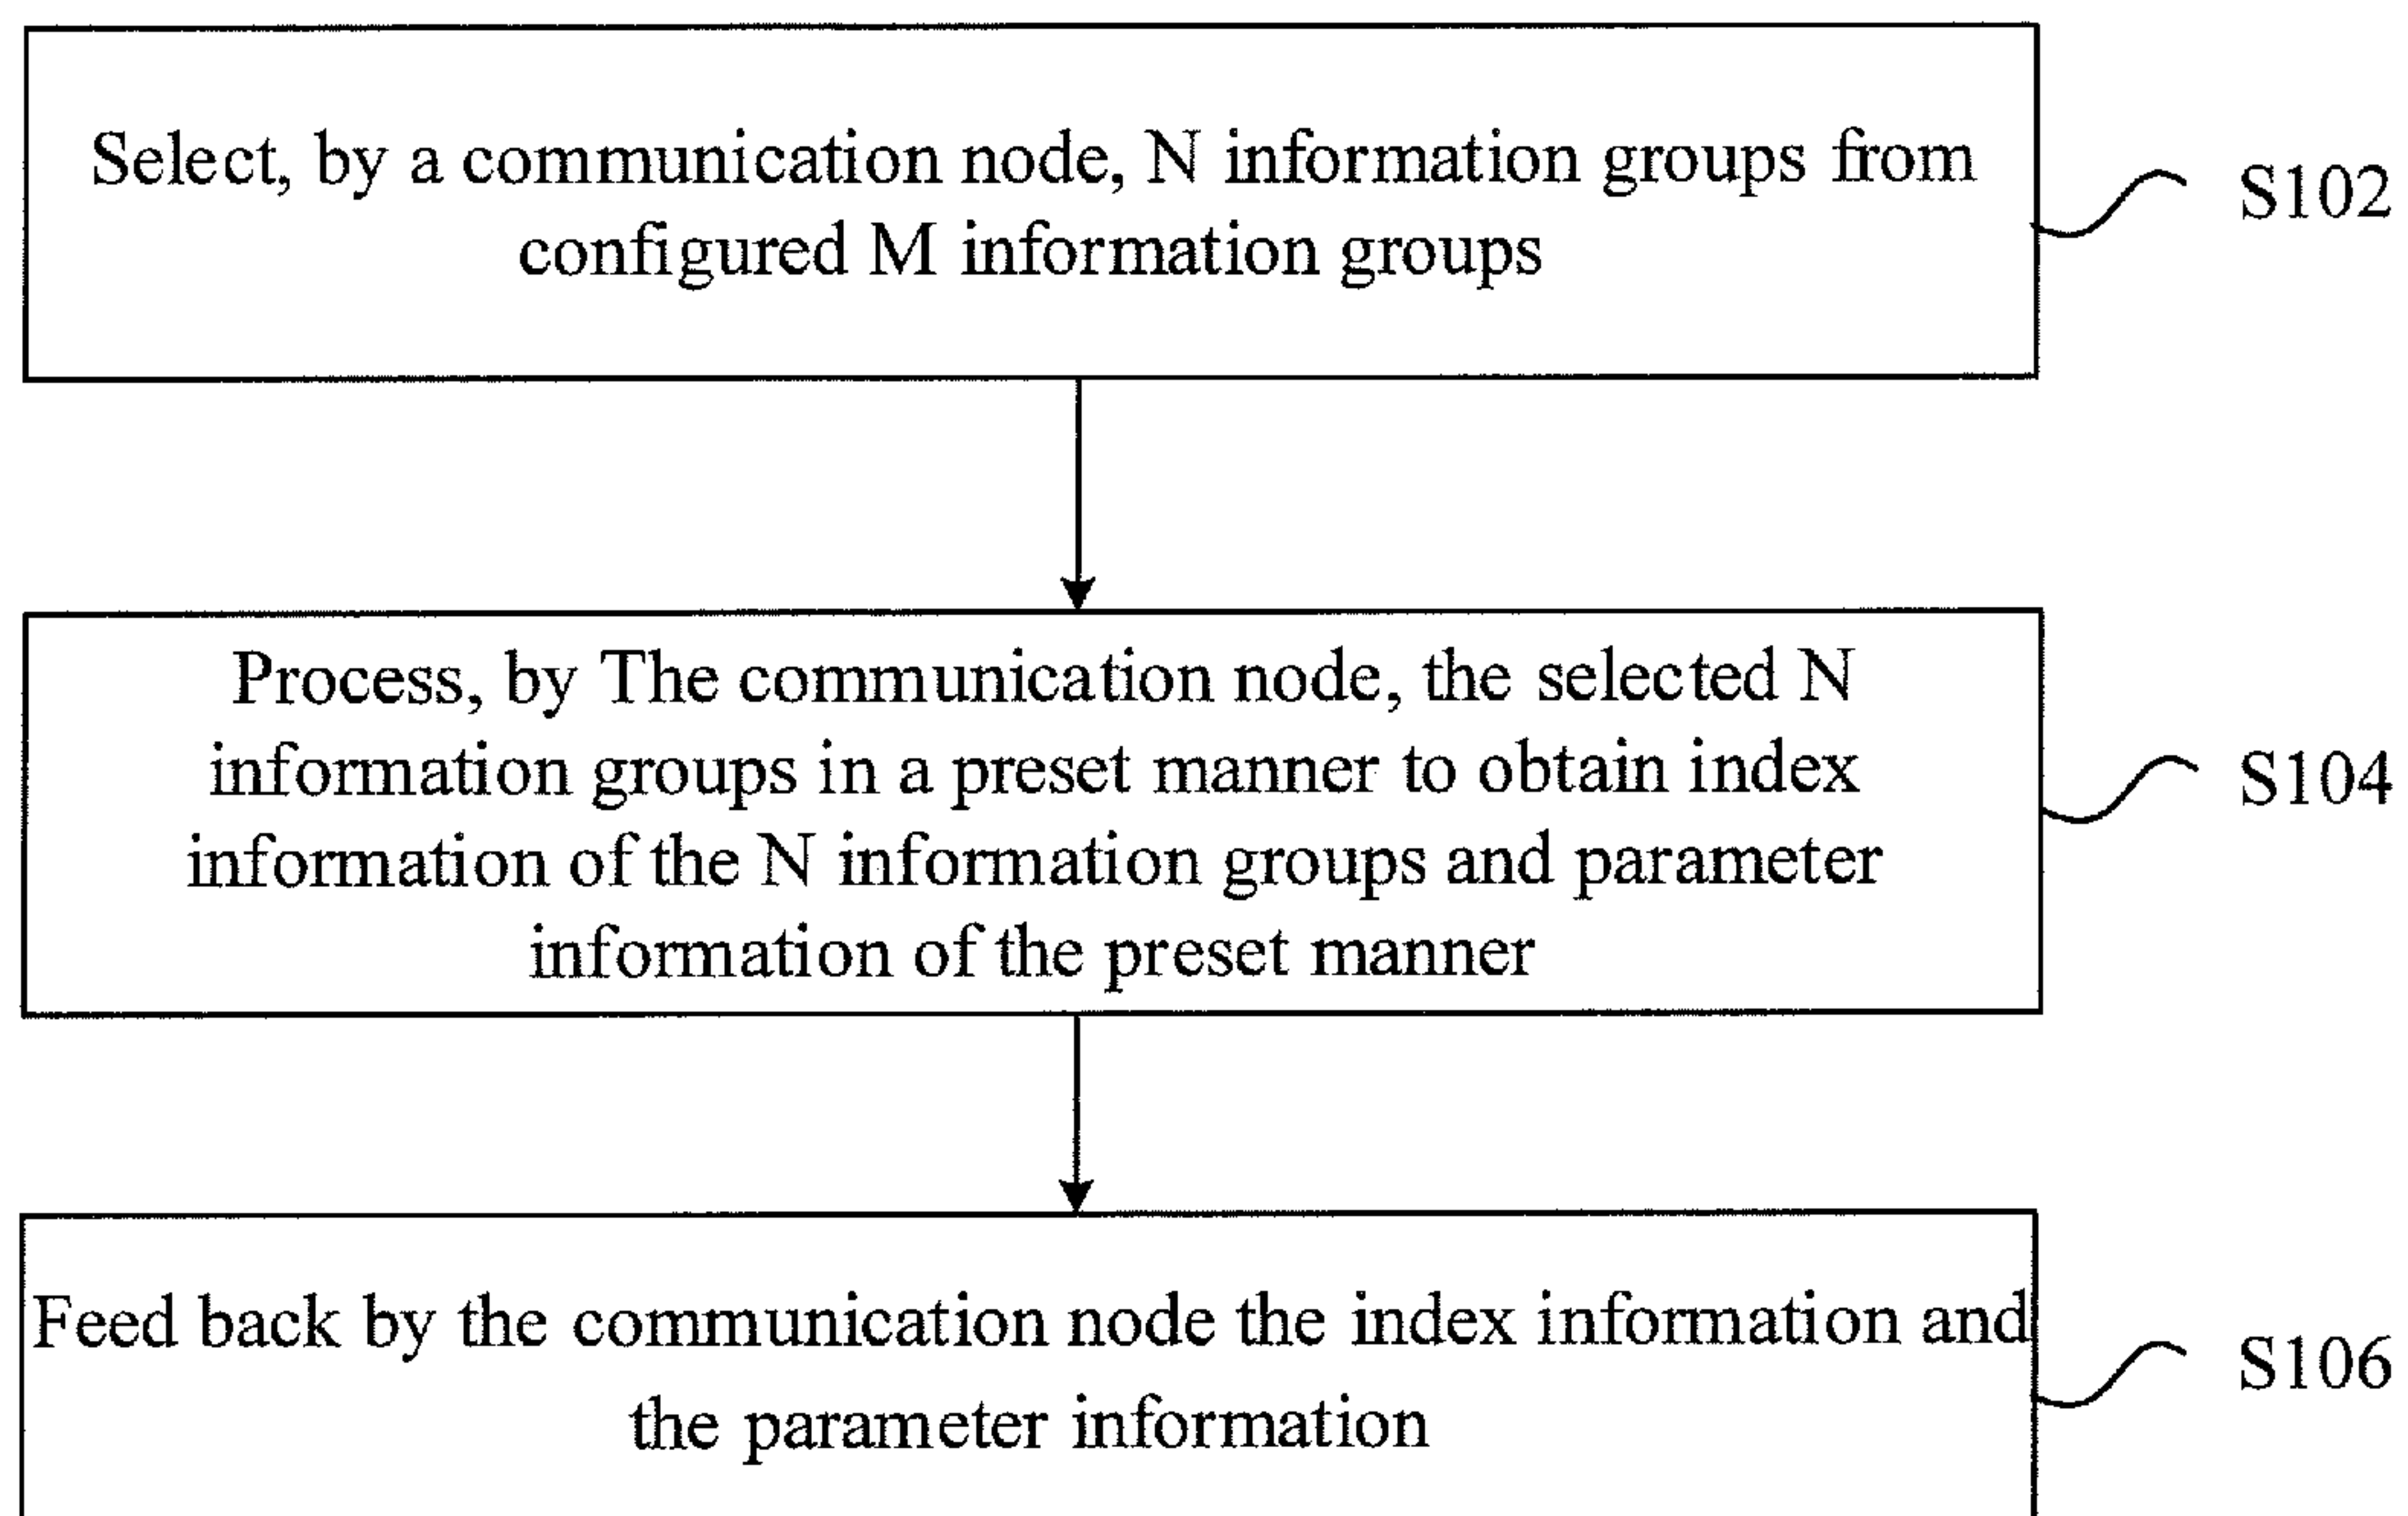 Select, by a communication node, N information groups from
configured M information groups
S102
Process, by The communication node, the selected N
information groups in a preset manner to obtain index
information of the N information groups and parameter
information of the preset manner
S104
Feed back by the communication node the index information and
the parameter information
S106